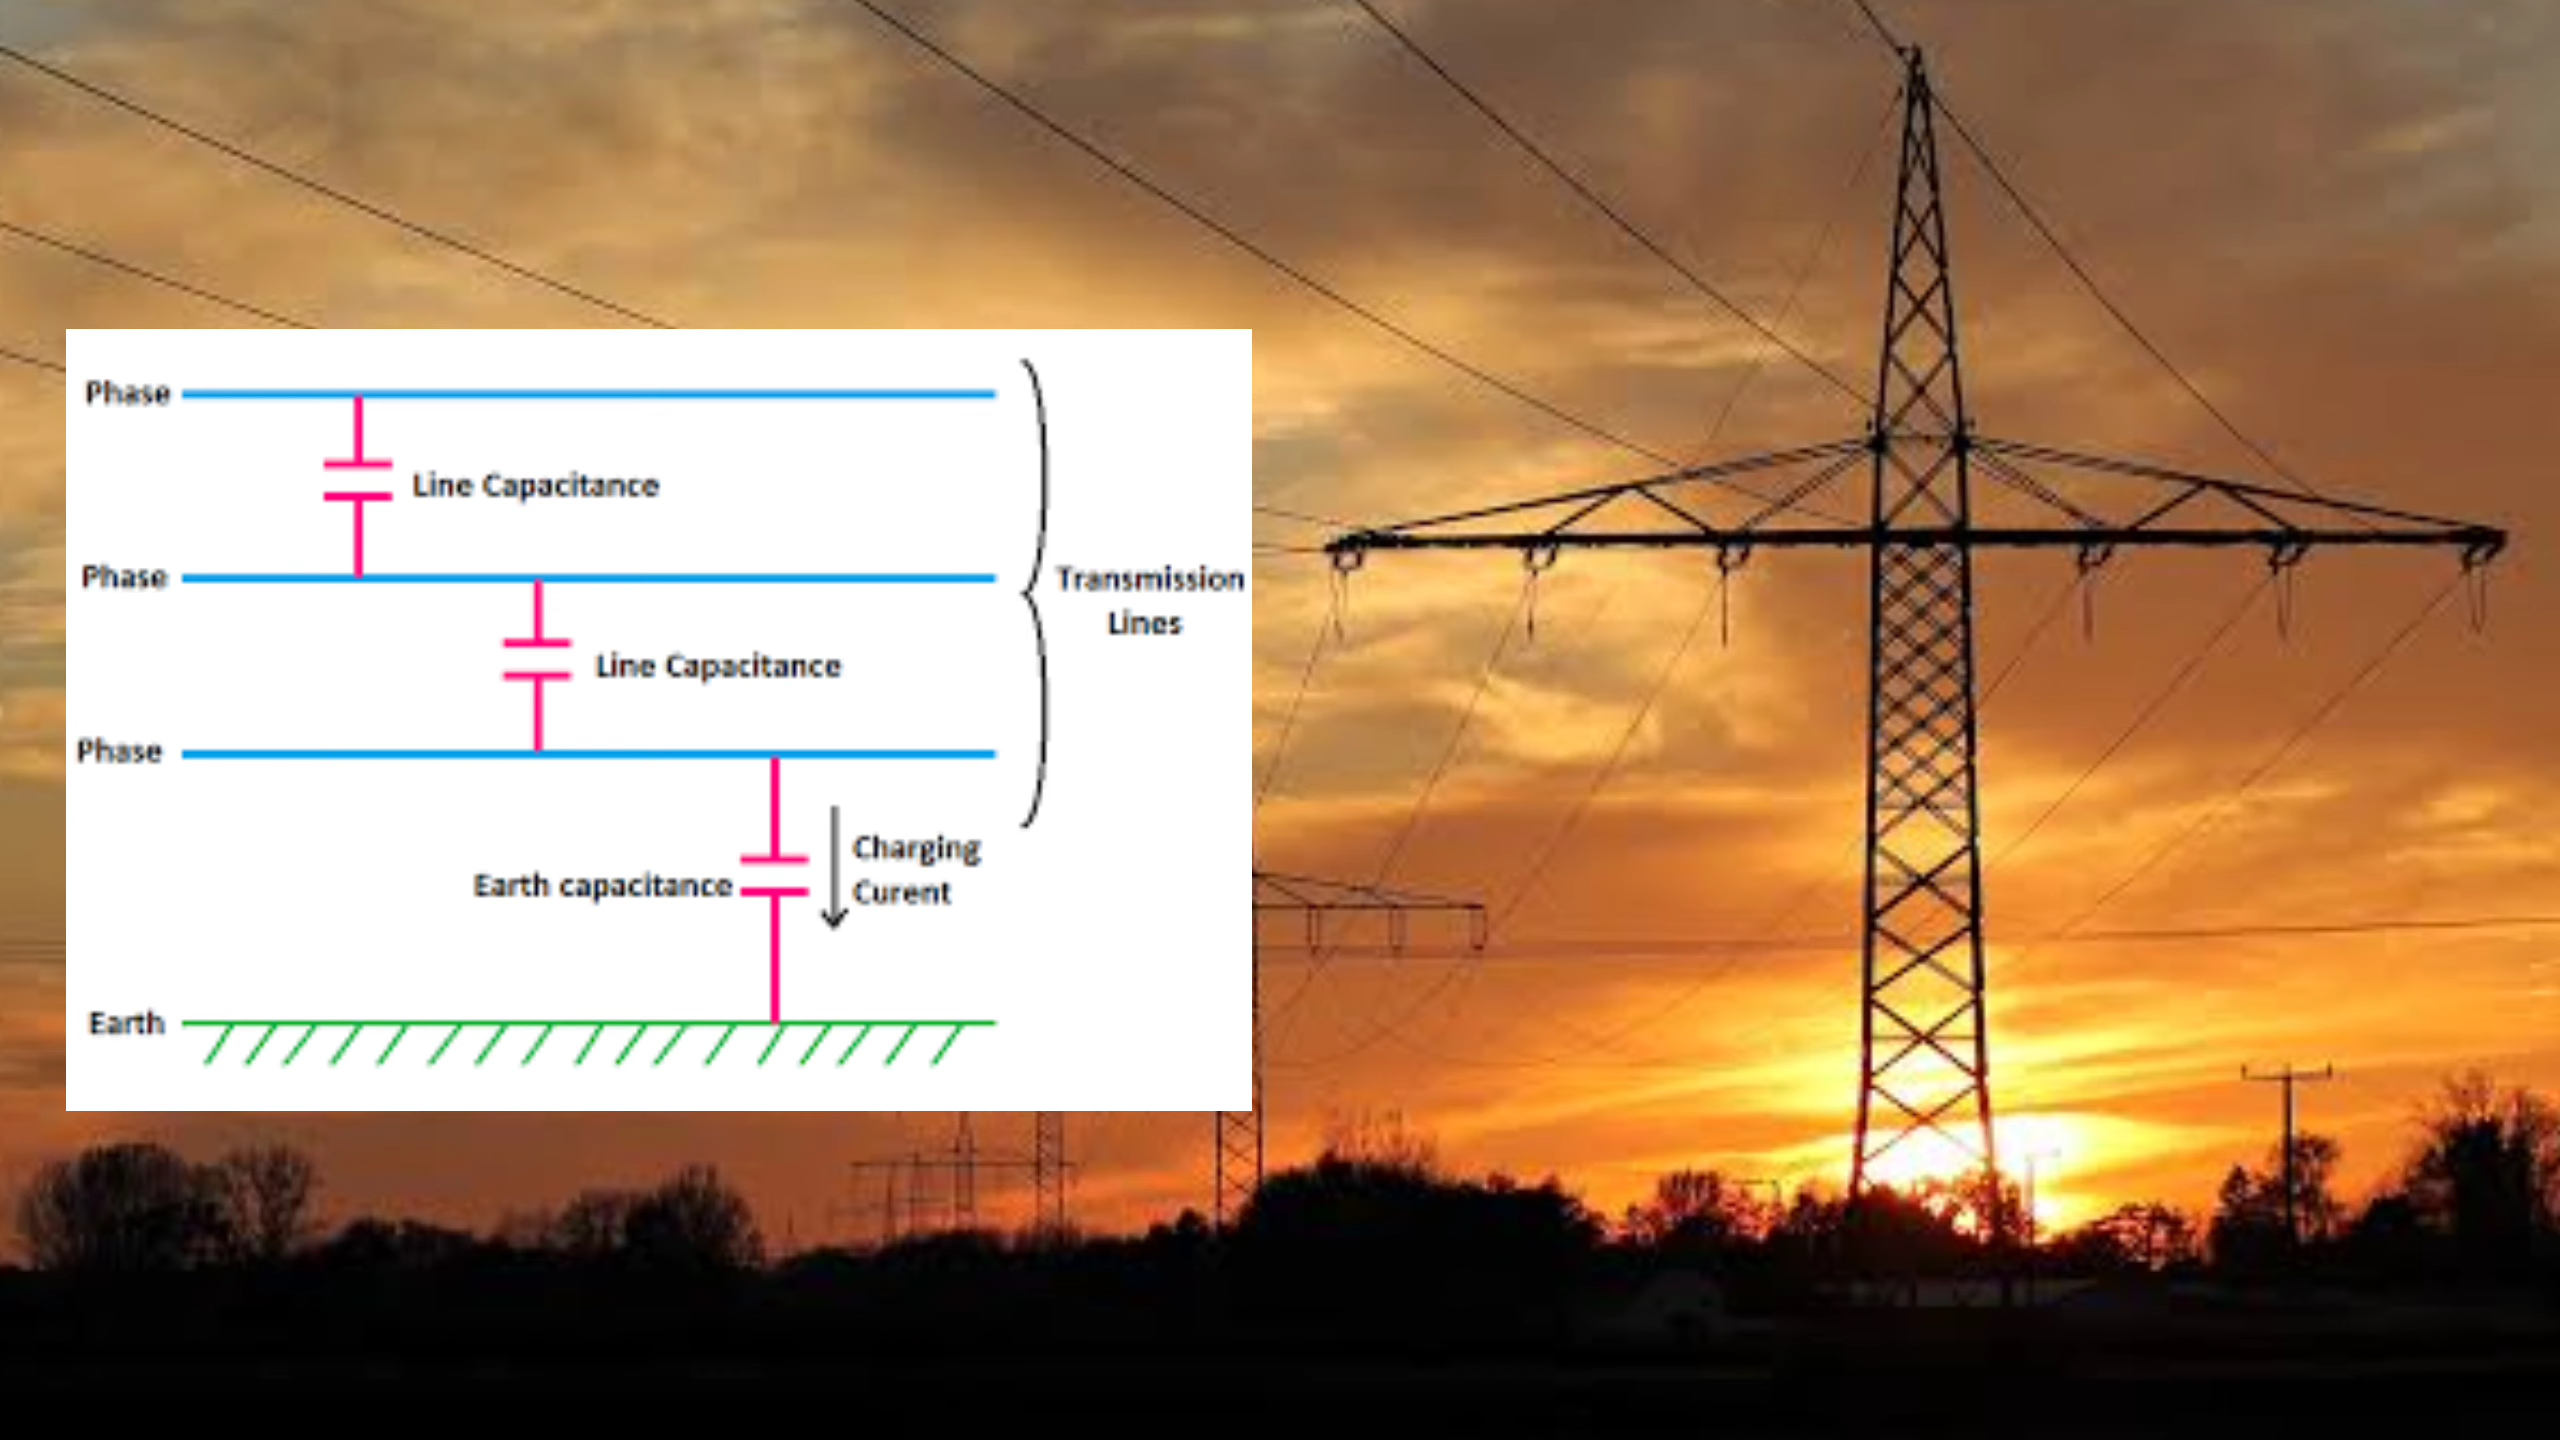 Phase
Line Capacitance
Phase
Transmission
Lines
Line Capacitance
Phase
Charging
Curent
Earth capacitance
Earth